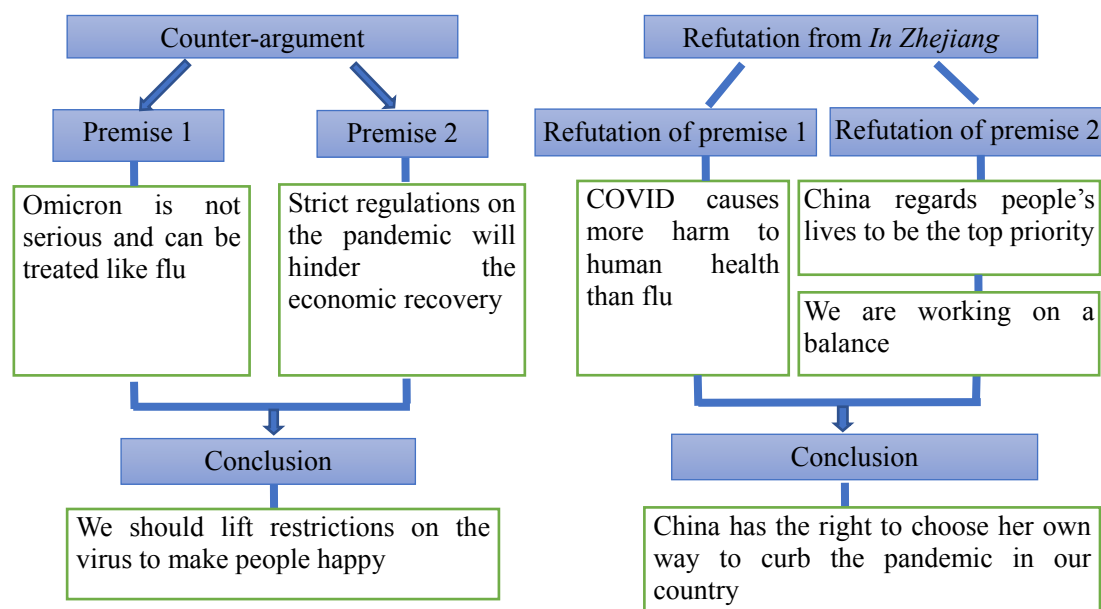 Counter-argument
Premise 1
Premise 2
Omicron is not
serious and can be
treated like flu
Strict regulations on
the pandemic will
hinder the
economic recovery
Conclusion
We should lift restrictions on the
virus to make people happy
Refutation from In Zhejiang
Refutation of premise 1
Refutation of premise 2
COVID causes
more harm to
human health
than flu
China regards people's
lives to be the top priority
We are working on a
balance
Conclusion
China has the right to choose her own
way to curb the pandemic in our
country